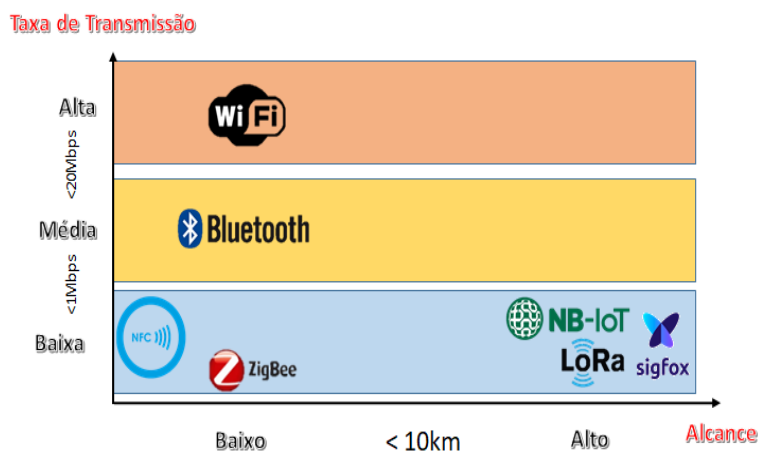 Taxa de Transmissão
Alta
WiFi
<20Mbps
Média
Bluetooth
<1Mbps
Baixa
NFC
ZigBee
NB-IoT
LoRa
sigfox
Baixo
< 10km
Alto
Alcance